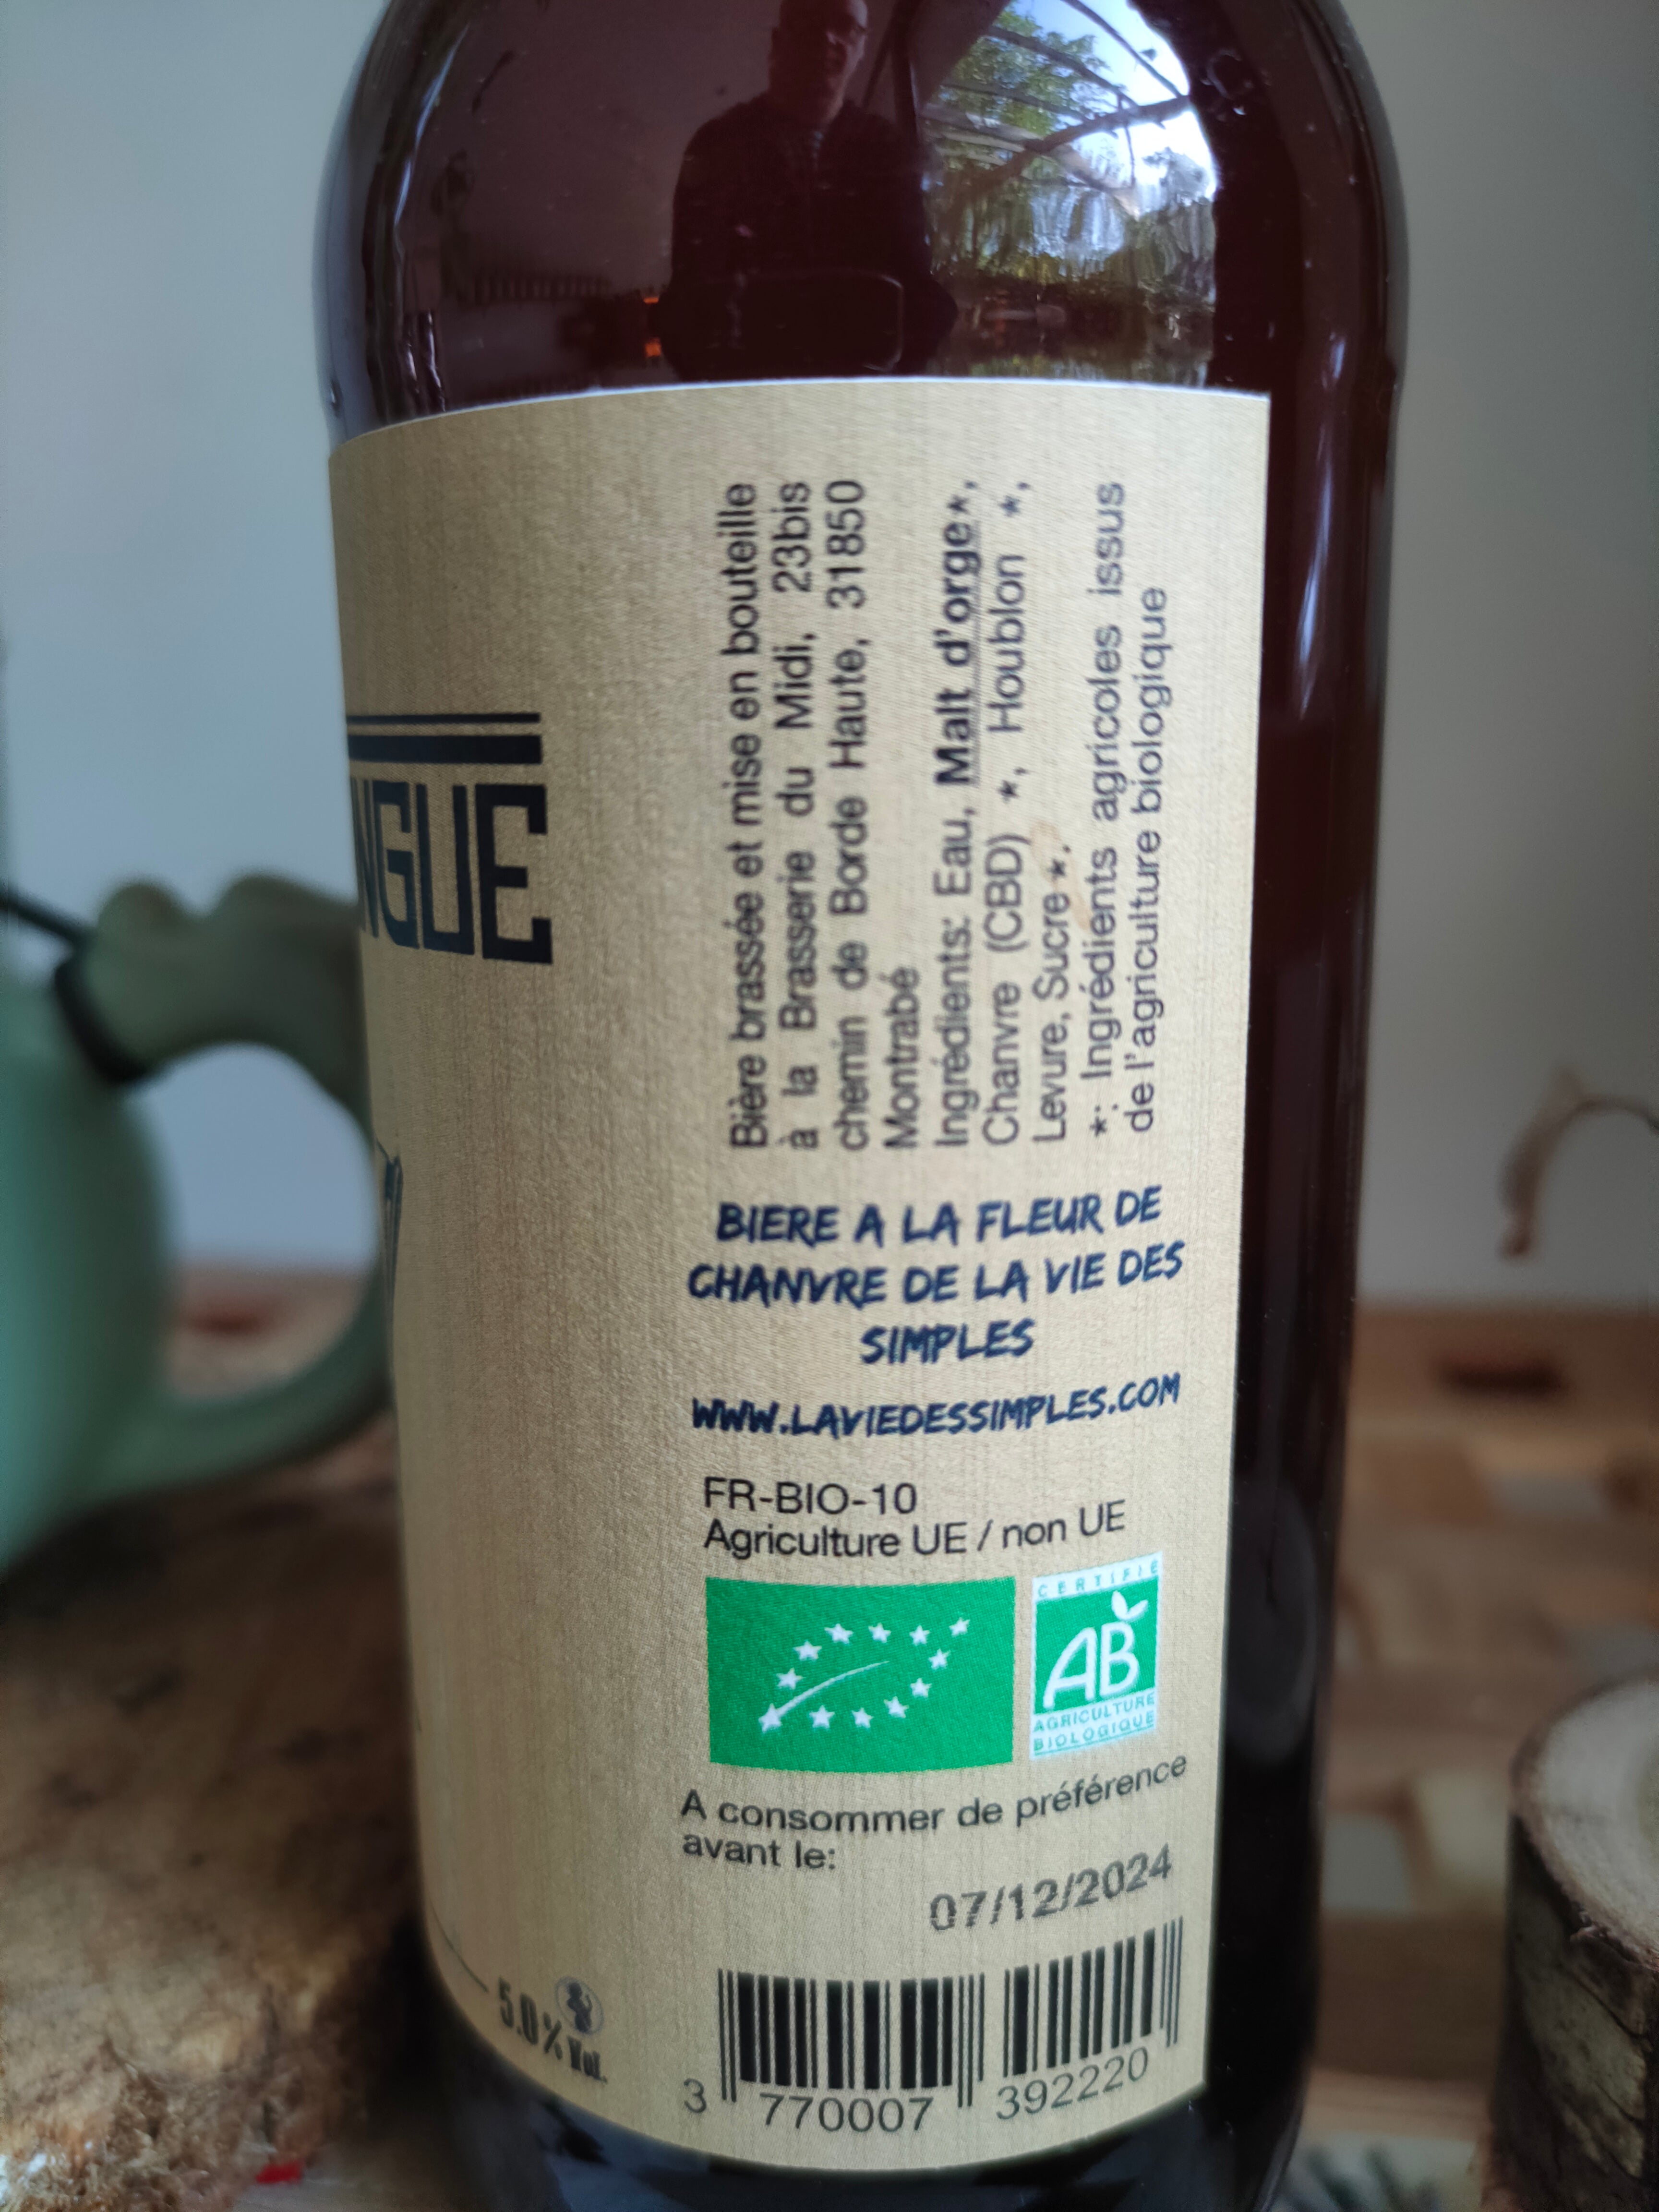 NGUE
Bière brassée et mise en bouteille
à la Brasserie du Midi, 23bis
chemin de Borde Haute, 31850
Montrabé
Ingrédients: Eau, Malt d'orge*,
Chanvre (CBD) *, Houblon *,
Levure, Sucre *.
*: Ingrédients agricoles issus
de l'agriculture biologique
BIERE A LA FLEUR DE
CHANVRE DE LA VIE DES
SIMPLES
WWW.LAVIEDESSIMPLES.COM
FR-BIO-10
Agriculture UE / non UE
CERTIFIÉ
AB
AGRICULTURE
BIOLOGIQUE
A consommer de préférence
avant le:
07/12/2024
5.0% Vol.
3 770007 392220